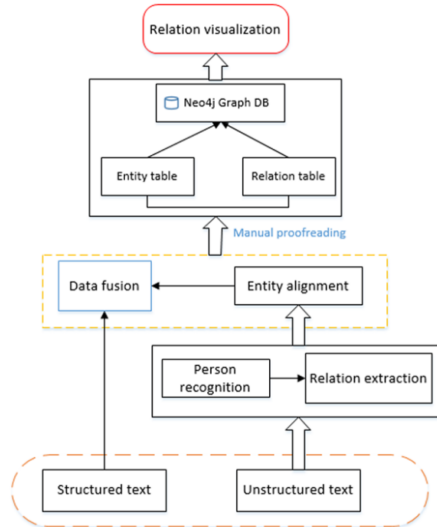 Relation visualization
Neo4j Graph DB
Entity table
Relation table
Manual proofreading
Data fusion
Entity alignment
Person
recognition
Relation extraction
Structured text
Unstructured text